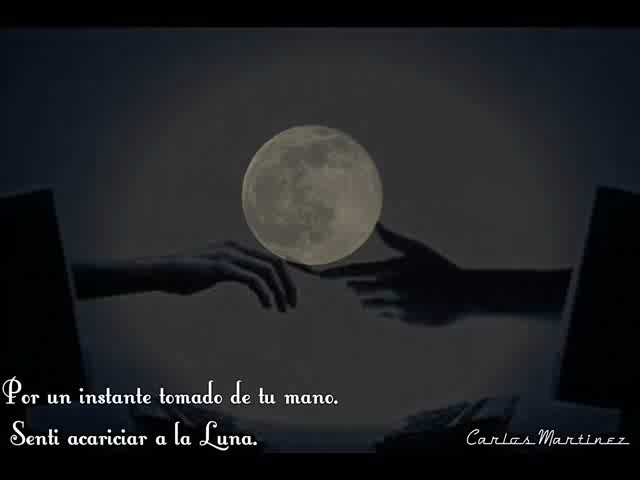 Por un instante tomado de tu mano.
Senti acariciar a la Luna.
Carlos Martinez